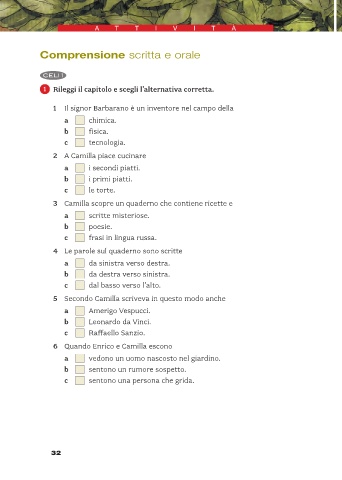 ATTIVITÀ
Comprensione scritta e orale
CELI 1
1 Rileggi il capitolo e scegli l'alternativa corretta.
1 Il signor Barbarano è un inventore nel campo della
a chimica.
b fisica.
c tecnologia.
2 A Camilla piace cucinare
a i secondi piatti.
b i primi piatti.
c le torte.
3 Camilla scopre un quaderno che contiene ricette e
a scritte misteriose.
b poesie.
c frasi in lingua russa.
4 Le parole sul quaderno sono scritte
a da sinistra verso destra.
b da destra verso sinistra.
c dal basso verso l'alto.
5 Secondo Camilla scriveva in questo modo anche
a Amerigo Vespucci.
b Leonardo da Vinci.
c Raffaello Sanzio.
6 Quando Enrico e Camilla escono
a vedono un uomo nascosto nel giardino.
b sentono un rumore sospetto.
c sentono una persona che grida.
32